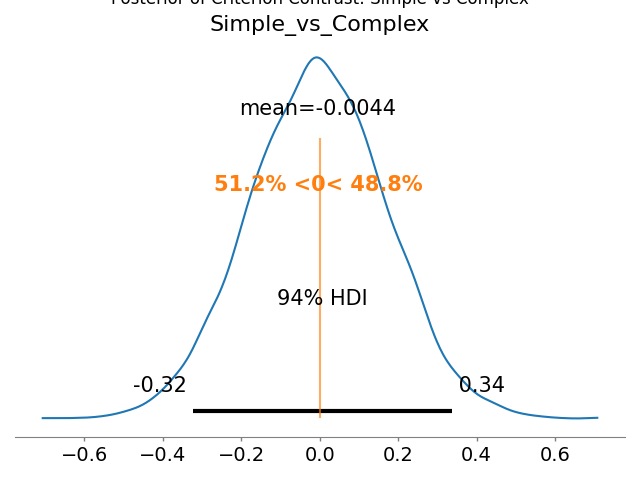 Posterior of Criterion Contrast: Simple vs Complex
Simple_vs_Complex
mean=-0.0044
51.2% <0< 48.8%
94% HDI
-0.32
0.34
−0.6
−0.4
−0.2
0.0
0.2
0.4
0.6